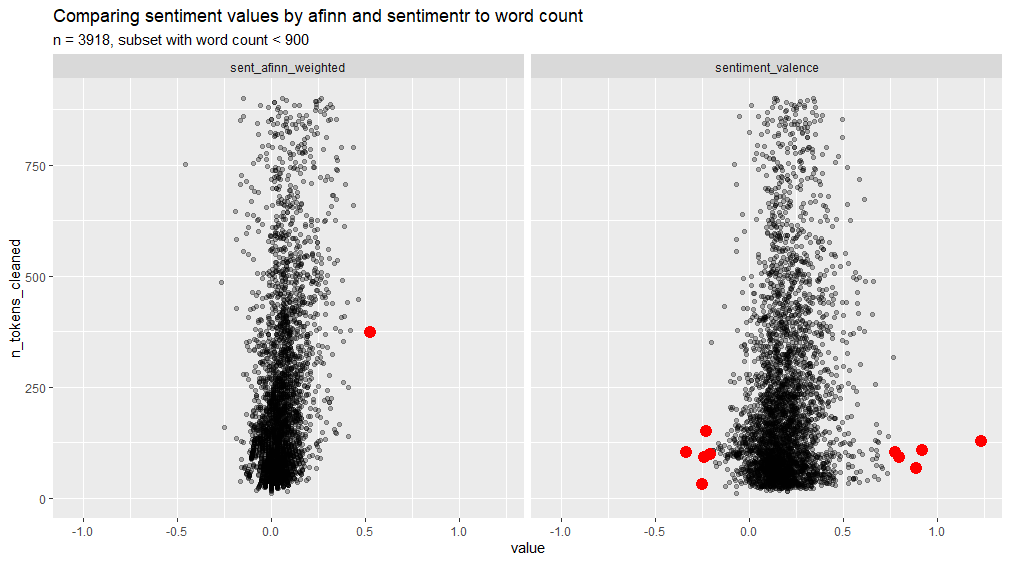 Comparing sentiment values by afinn and sentimentr to word count
n = 3918, subset with word count < 900
sent_afinn_weighted
sentiment_valence
n_tokens_cleaned
750
500
250
0
-1.0 -0.5 0.0 0.5 1.0
-1.0 -0.5 0.0 0.5 1.0
value